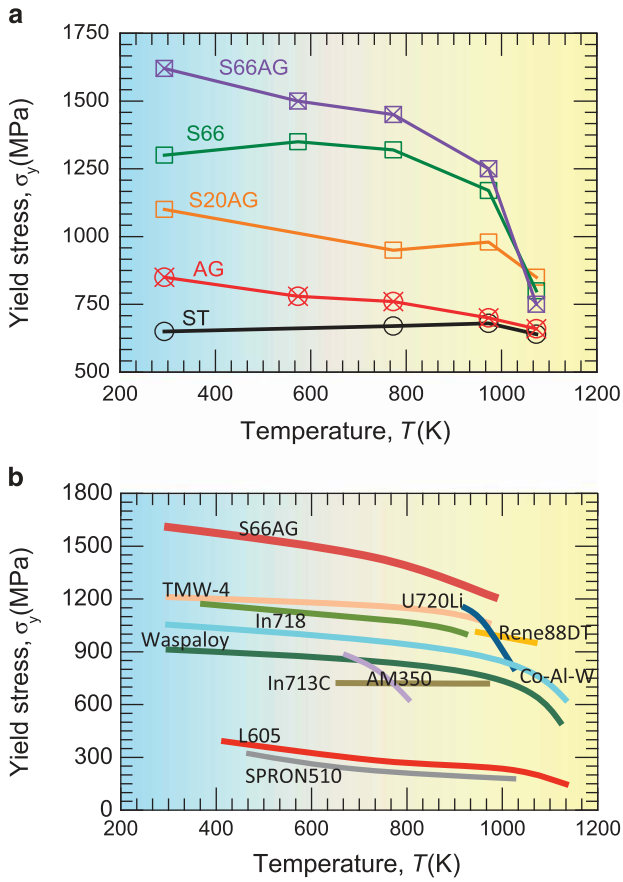 a
1750
1500
1250
1000
750
500
Yield stress, σy(MPa)
S66AG
S66
S20AG
AG
ST
200 400 600 800 1000 1200
Temperature, T(K)
b
1800
1500
1200
900
600
300
0
Yield stress, σy(MPa)
S66AG
TMW-4
U720Li
In718
Rene88DT
Waspaloy
Co-Al-W
In713C
AM350
L605
SPRON510
200 400 600 800 1000 1200
Temperature, T(K)